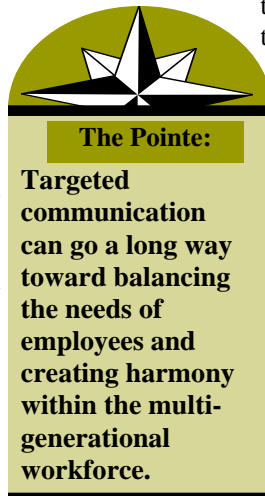 t
t
The Pointe:
Targeted
communication
can go a long way
toward balancing
the needs of
employees and
creating harmony
within the multi-
generational
workforce.